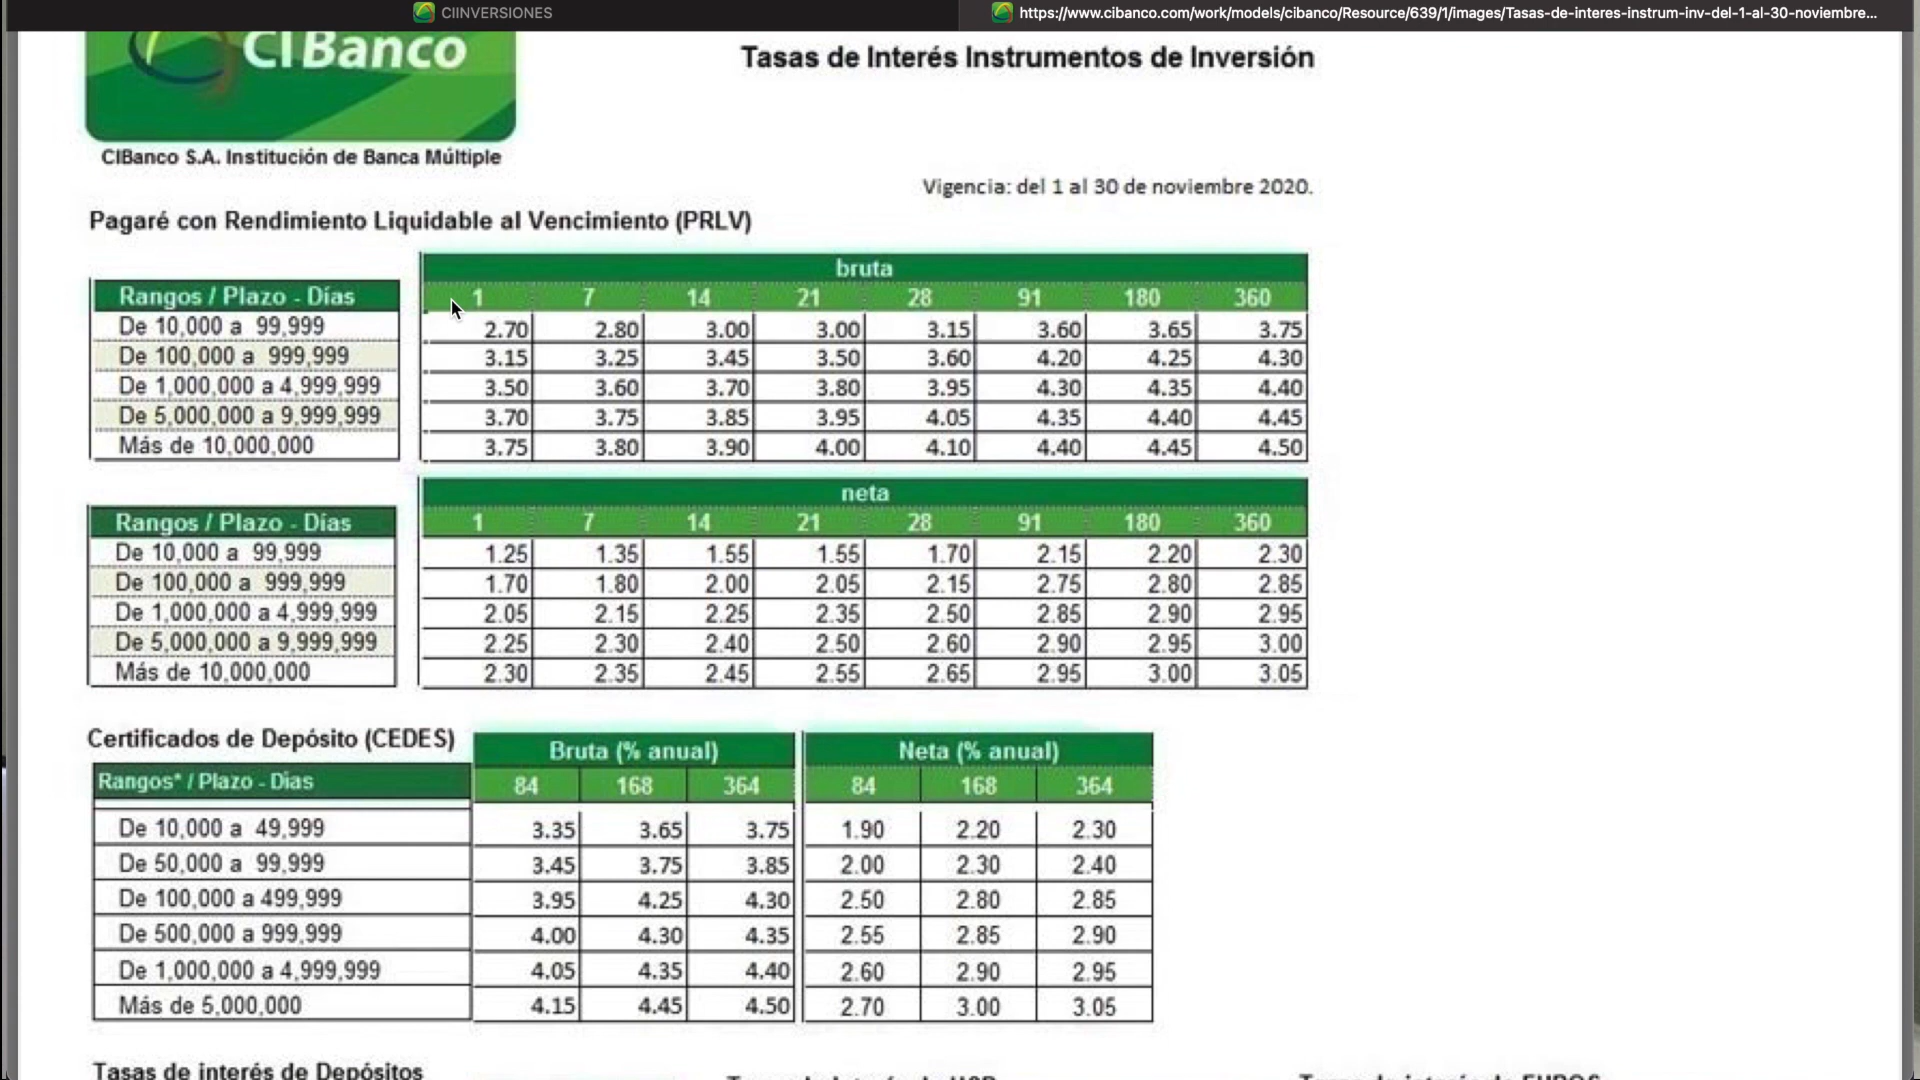 CIINVERSIONES
https://www.cibanco.com/work/models/cibanco/Resource/639/1/images/Tasas-de-interes-instrum-inv-del-1-al-30-noviembre...
CIBanco
Tasas de Interés Instrumentos de Inversión
CIBanco S.A. Institución de Banca Múltiple
Vigencia: del 1 al 30 de noviembre 2020.
Pagaré con Rendimiento Liquidable al Vencimiento (PRLV)
bruta
Rangos / Plazo - Días 1 7 14 21 28 91 180 360
De 10,000 a 99,999 2.70 2.80 3.00 3.00 3.15 3.60 3.65 3.75
De 100,000 a 999,999 3.15 3.25 3.45 3.50 3.60 4.20 4.25 4.30
De 1,000,000 a 4,999,999 3.50 3.60 3.70 3.80 3.95 4.30 4.35 4.40
De 5,000,000 a 9,999,999 3.70 3.75 3.85 3.95 4.05 4.35 4.40 4.45
Más de 10,000,000 3.75 3.80 3.90 4.00 4.10 4.40 4.45 4.50
neta
Rangos / Plazo - Días 1 7 14 21 28 91 180 360
De 10,000 a 99,999 1.25 1.35 1.55 1.55 1.70 2.15 2.20 2.30
De 100,000 a 999,999 1.70 1.80 2.00 2.05 2.15 2.75 2.80 2.85
De 1,000,000 a 4,999,999 2.05 2.15 2.25 2.35 2.50 2.85 2.90 2.95
De 5,000,000 a 9,999,999 2.25 2.30 2.40 2.50 2.60 2.90 2.95 3.00
Más de 10,000,000 2.30 2.35 2.45 2.55 2.65 2.95 3.00 3.05
Certificados de Depósito (CEDES) Bruta (% anual) Neta (% anual)
Rangos* / Plazo - Dias 84 168 364 84 168 364
De 10,000 a 49,999 3.35 3.65 3.75 1.90 2.20 2.30
De 50,000 a 99,999 3.45 3.75 3.85 2.00 2.30 2.40
De 100,000 a 499,999 3.95 4.25 4.30 2.50 2.80 2.85
De 500,000 a 999,999 4.00 4.30 4.35 2.55 2.85 2.90
De 1,000,000 a 4,999,999 4.05 4.35 4.40 2.60 2.90 2.95
Más de 5,000,000 4.15 4.45 4.50 2.70 3.00 3.05
Tasas de interés de Depósitos